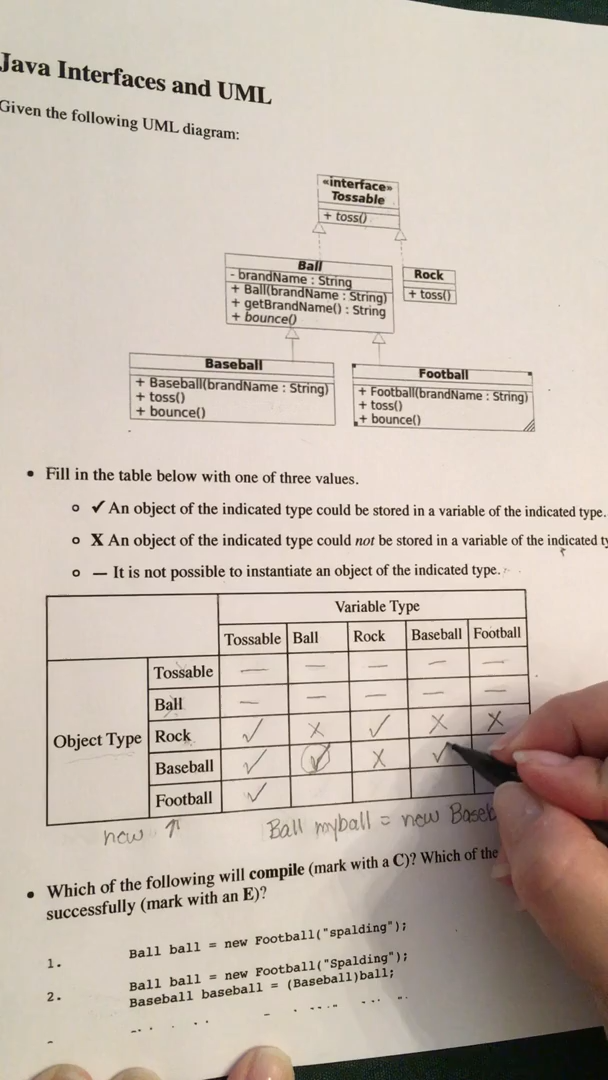 Java Interfaces and UML
Given the following UML diagram:
«interface»
Tossable
+ toss()
Ball
- brandName : String
+ Ball(brandName : String)
+ getBrandName() : String
+ bounce()
Rock
+ toss()
Baseball
+ Baseball(brandName : String)
+ toss()
+ bounce()
Football
+ Football(brandName : String)
+ toss()
+ bounce()
• Fill in the table below with one of three values.
o ✓ An object of the indicated type could be stored in a variable of the indicated type.
o X An object of the indicated type could not be stored in a variable of the indicated
o — It is not possible to instantiate an object of the indicated type.
Variable Type
Tossable Ball Rock Baseball Football
Object Type
Tossable — — — — —
Ball — — — — —
Rock ✓ X ✓ X X
Baseball ✓ ✓ X ✓
Football ✓
new ↑ Ball myball = new Baseb
• Which of the following will compile (mark with a C)? Which of the
successfully (mark with an E)?
1. Ball ball = new Football("spalding");
2. Ball ball = new Football("Spalding");
Baseball baseball = (Baseball)ball;